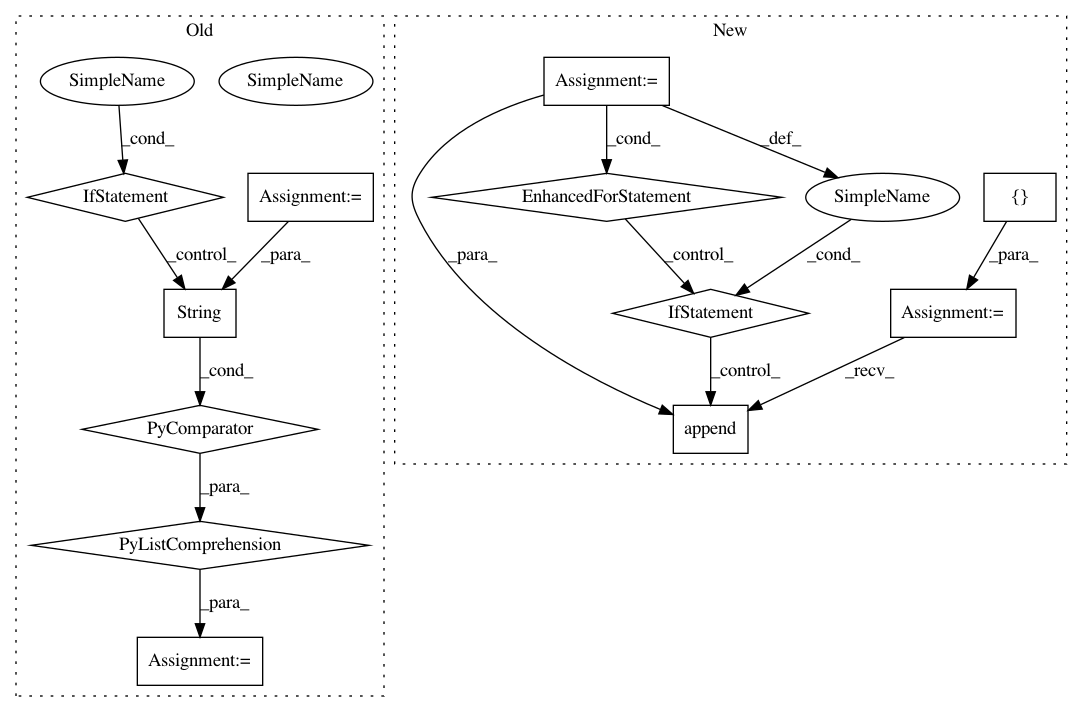 Old
New
SimpleName
SimpleName
Assignment:=
_cond_
_cond_
_def_
IfStatement
Assignment:=
EnhancedForStatement
SimpleName
{}
_control_
_para_
_para_
_control_
_cond_
_para_
String
IfStatement
Assignment:=
_cond_
_control_
_recv_
PyComparator
append
_para_
PyListComprehension
_para_
Assignment:=